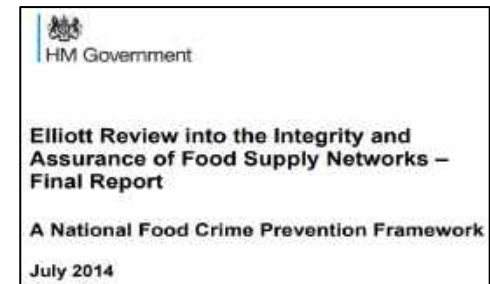 HM Government
Elliott Review into the Integrity and
Assurance of Food Supply Networks –
Final Report
A National Food Crime Prevention Framework
July 2014